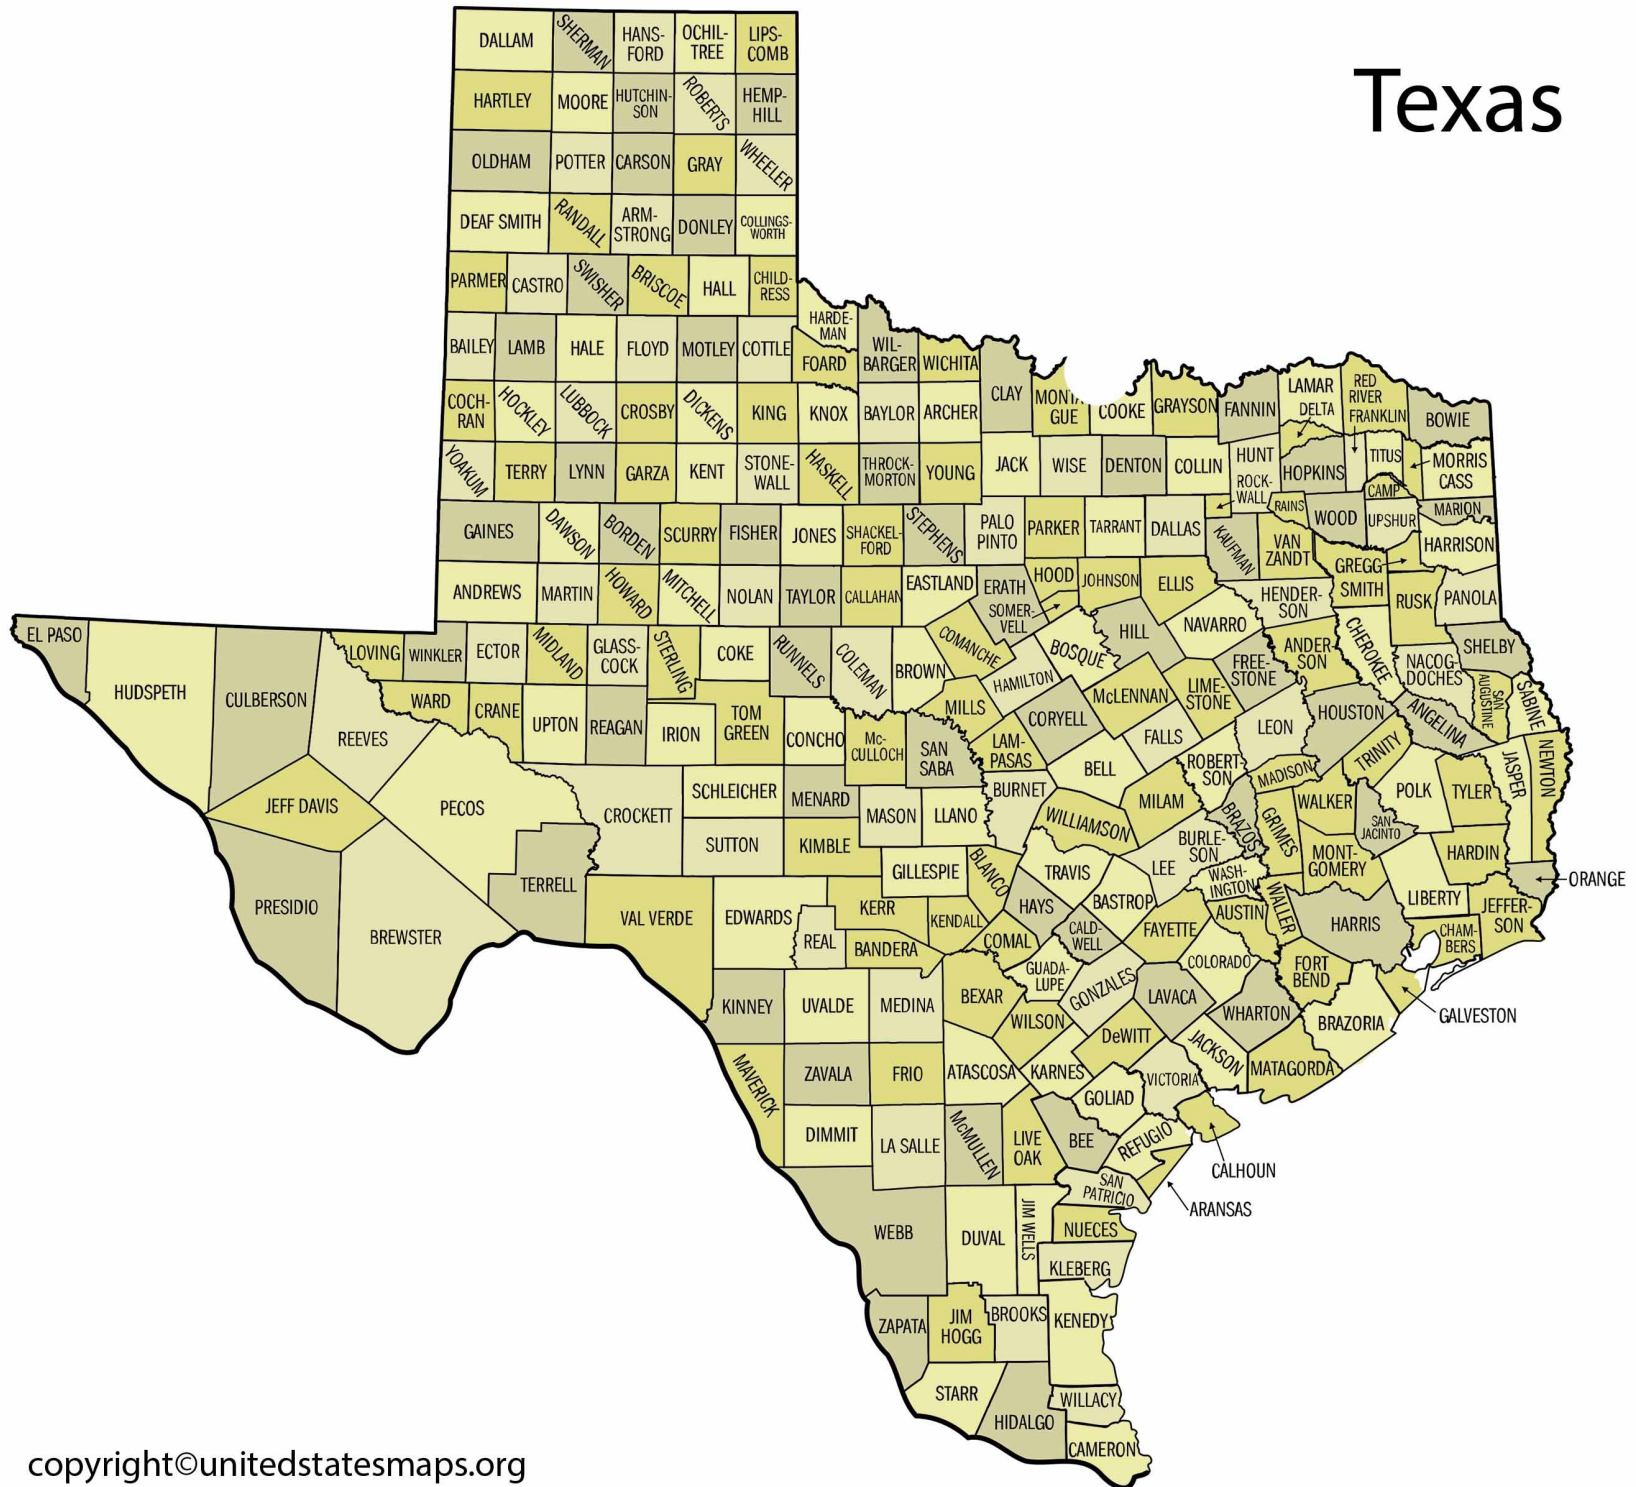 Texas
DALLAM
SHERMAN
HANS-
FORD
OCHIL-
TREE
LIPS-
COMB
HARTLEY
MOORE
HUTCHIN-
SON
ROBERTS
HEMP-
HILL
OLDHAM
POTTER
CARSON
GRAY
WHEELER
DEAF SMITH
RANDALL
ARM-
STRONG
DONLEY
COLLINGS-
WORTH
PARMER
CASTRO
SWISHER
BRISCOE
HALL
CHILD-
RESS
HARDE-
MAN
BAILEY
LAMB
HALE
FLOYD
MOTLEY
COTTLE
FOARD
WIL-
BARGER
WICHITA
CLAY
MONTA
GUE
COOKE
GRAYSON
FANNIN
LAMAR
DELTA
RED
RIVER
FRANKLIN
BOWIE
COCH-
RAN
HOCKLEY
LUBBOCK
CROSBY
DICKENS
KING
KNOX
BAYLOR
ARCHER
YOAKUM
TERRY
LYNN
GARZA
KENT
STONE-
WALL
HASKELL
THROCK-
MORTON
YOUNG
JACK
WISE
DENTON
COLLIN
HUNT
ROCK-
WALL
HOPKINS
RAINS
TITUS
CAMP
MORRIS
CASS
GAINES
DAWSON
BORDEN
SCURRY
FISHER
JONES
SHACKEL-
FORD
STEPHENS
PALO
PINTO
PARKER
TARRANT
DALLAS
KAUFMAN
VAN
ZANDT
WOOD
UPSHUR
MARION
HARRISON
GREGG
SMITH
ANDREWS
MARTIN
HOWARD
MITCHELL
NOLAN
TAYLOR
CALLAHAN
EASTLAND
ERATH
SOMER-
VELL
HOOD
JOHNSON
ELLIS
HENDER-
SON
RUSK
PANOLA
EL PASO
HUDSPETH
CULBERSON
LOVING
WINKLER
ECTOR
MIDLAND
GLASS-
COCK
STERLING
COKE
RUNNELS
COLEMAN
BROWN
COMANCHE
HAMILTON
BOSQUE
HILL
NAVARRO
FREE-
STONE
ANDER-
SON
CHEROKEE
NACOG-
DOCHES
SHELBY
SAN
AUGUSTINE
SABINE
REEVES
WARD
CRANE
UPTON
REAGAN
IRION
TOM
GREEN
CONCHO
Mc-
CULLOCH
SAN
SABA
MILLS
LAM-
PASAS
CORYELL
McLENNAN
LIME-
STONE
FALLS
LEON
HOUSTON
ANGELINA
TRINITY
JASPER
NEWTON
JEFF DAVIS
PECOS
CROCKETT
SCHLEICHER
MENARD
MASON
LLANO
BURNET
BELL
MILAM
ROBERT-
SON
MADISON
WALKER
POLK
TYLER
SAN
JACINTO
SUTTON
KIMBLE
GILLESPIE
BLANCO
WILLIAMSON
TRAVIS
LEE
BURLE-
SON
BRAZOS
GRIMES
MONT-
GOMERY
HARDIN
ORANGE
PRESIDIO
BREWSTER
TERRELL
VAL VERDE
EDWARDS
REAL
KERR
KENDALL
BANDERA
HAYS
COMAL
CALD-
WELL
BASTROP
FAYETTE
WASH-
INGTON
AUSTIN
WALLER
HARRIS
LIBERTY
CHAM-
BERS
JEFFER-
SON
KINNEY
UVALDE
MEDINA
BEXAR
GUADA-
LUPE
GONZALES
LAVACA
COLORADO
FORT
BEND
WHARTON
BRAZORIA
GALVESTON
WILSON
DeWITT
JACKSON
MATAGORDA
MAVERICK
ZAVALA
FRIO
ATASCOSA
KARNES
GOLIAD
VICTORIA
DIMMIT
LA SALLE
McMULLEN
LIVE
OAK
BEE
REFUGIO
CALHOUN
SAN
PATRICIO
ARANSAS
WEBB
DUVAL
JIM WELLS
NUECES
KLEBERG
ZAPATA
JIM
HOGG
BROOKS
KENEDY
STARR
HIDALGO
WILLACY
CAMERON
copyright©unitedstatesmaps.org